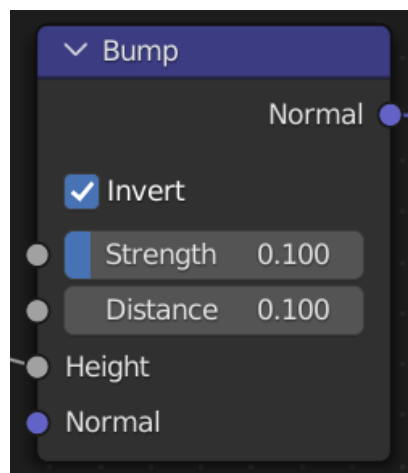 Bump
Normal
Invert
Strength 0.100
Distance 0.100
Height
Normal